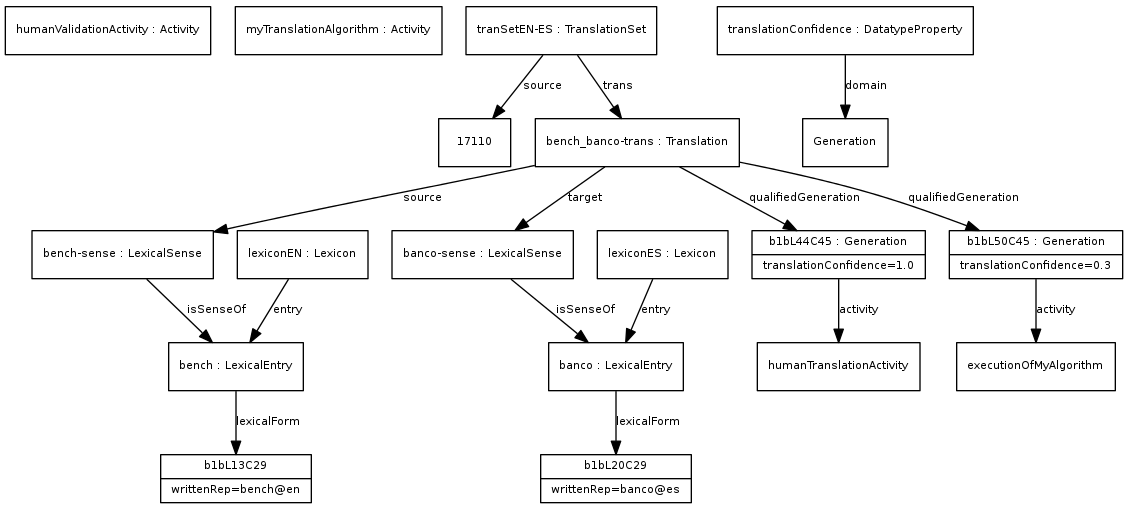 humanValidationActivity : Activity
myTranslationAlgorithm : Activity
tranSetEN-ES : TranslationSet
translationConfidence : DatatypeProperty
source
trans
domain
17110
bench_banco-trans : Translation
Generation
source
target
qualifiedGeneration
qualifiedGeneration
bench-sense : LexicalSense
lexiconEN : Lexicon
banco-sense : LexicalSense
lexiconES : Lexicon
b1bL44C45 : Generation
translationConfidence=1.0
b1bL50C45 : Generation
translationConfidence=0.3
isSenseOf
entry
isSenseOf
entry
activity
activity
bench : LexicalEntry
banco : LexicalEntry
humanTranslationActivity
executionOfMyAlgorithm
lexicalForm
lexicalForm
b1bL13C29
writtenRep=bench@en
b1bL20C29
writtenRep=banco@es